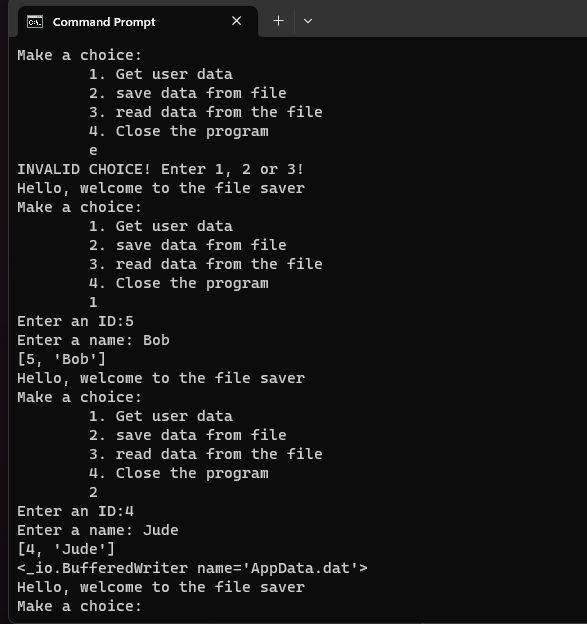 Command Prompt
Make a choice:
1. Get user data
2. save data from file
3. read data from the file
4. Close the program
e
INVALID CHOICE! Enter 1, 2 or 3!
Hello, welcome to the file saver
Make a choice:
1. Get user data
2. save data from file
3. read data from the file
4. Close the program
1
Enter an ID:5
Enter a name: Bob
[5, 'Bob']
Hello, welcome to the file saver
Make a choice:
1. Get user data
2. save data from file
3. read data from the file
4. Close the program
2
Enter an ID:4
Enter a name: Jude
[4, 'Jude']
<_io.BufferedWriter name='AppData.dat'>
Hello, welcome to the file saver
Make a choice: